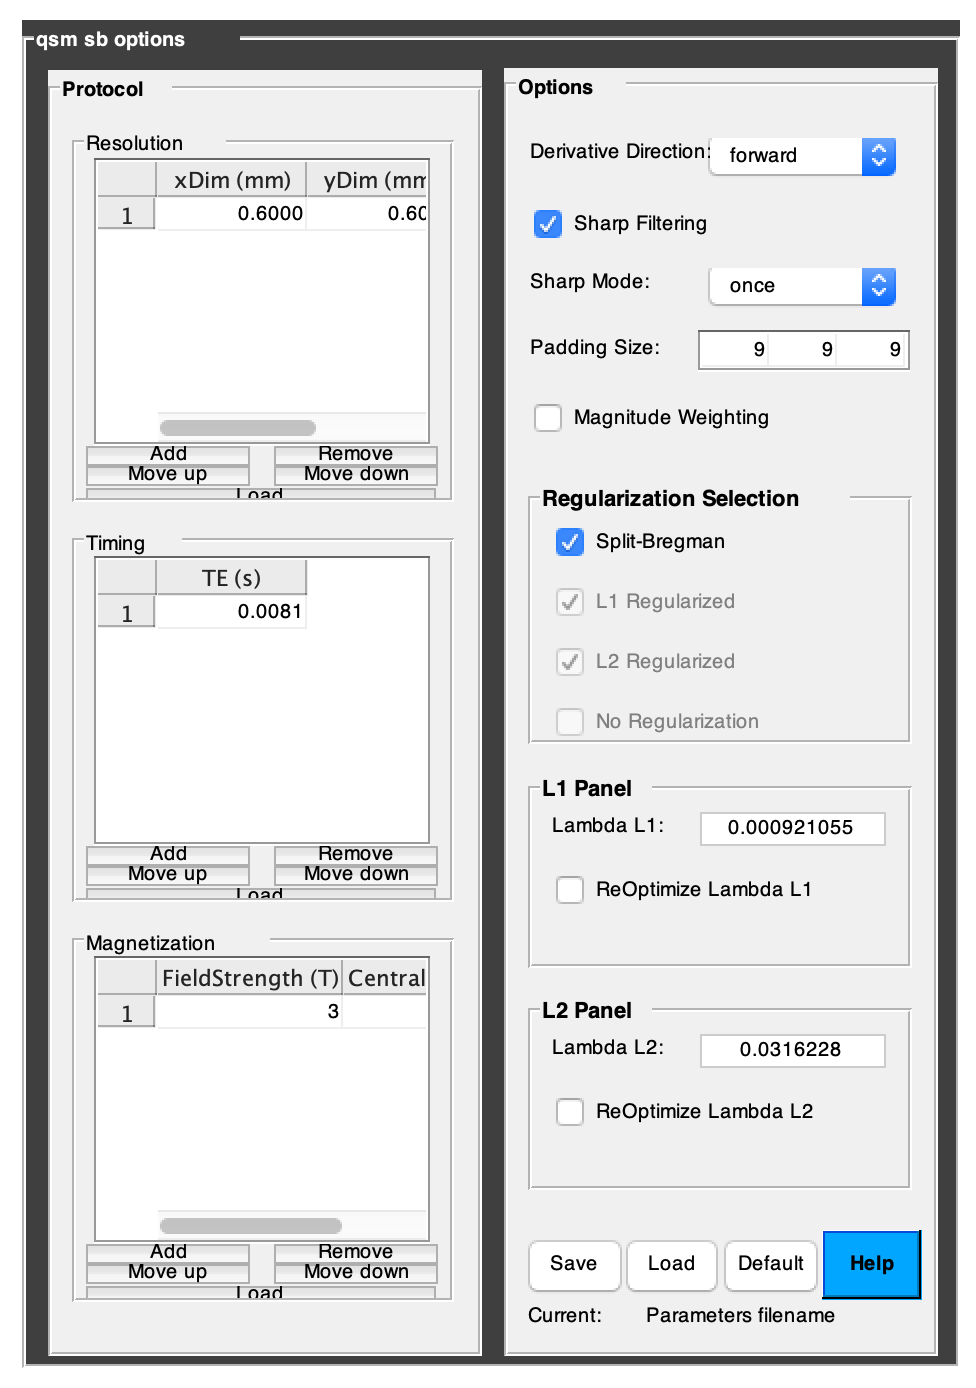 qsm sb options
Protocol
Resolution
xDim (mm) yDim (mm
1 0.6000 0.60
Add Remove
Move up Move down
Load
Timing
TE (s)
1 0.0081
Add Remove
Move up Move down
Load
Magnetization
FieldStrength (T) Central
1 3
Add Remove
Move up Move down
Load
Options
Derivative Direction: forward
Sharp Filtering
Sharp Mode: once
Padding Size: 9 9 9
Magnitude Weighting
Regularization Selection
Split-Bregman
L1 Regularized
L2 Regularized
No Regularization
L1 Panel
Lambda L1: 0.000921055
ReOptimize Lambda L1
L2 Panel
Lambda L2: 0.0316228
ReOptimize Lambda L2
Save Load Default Help
Current: Parameters filename